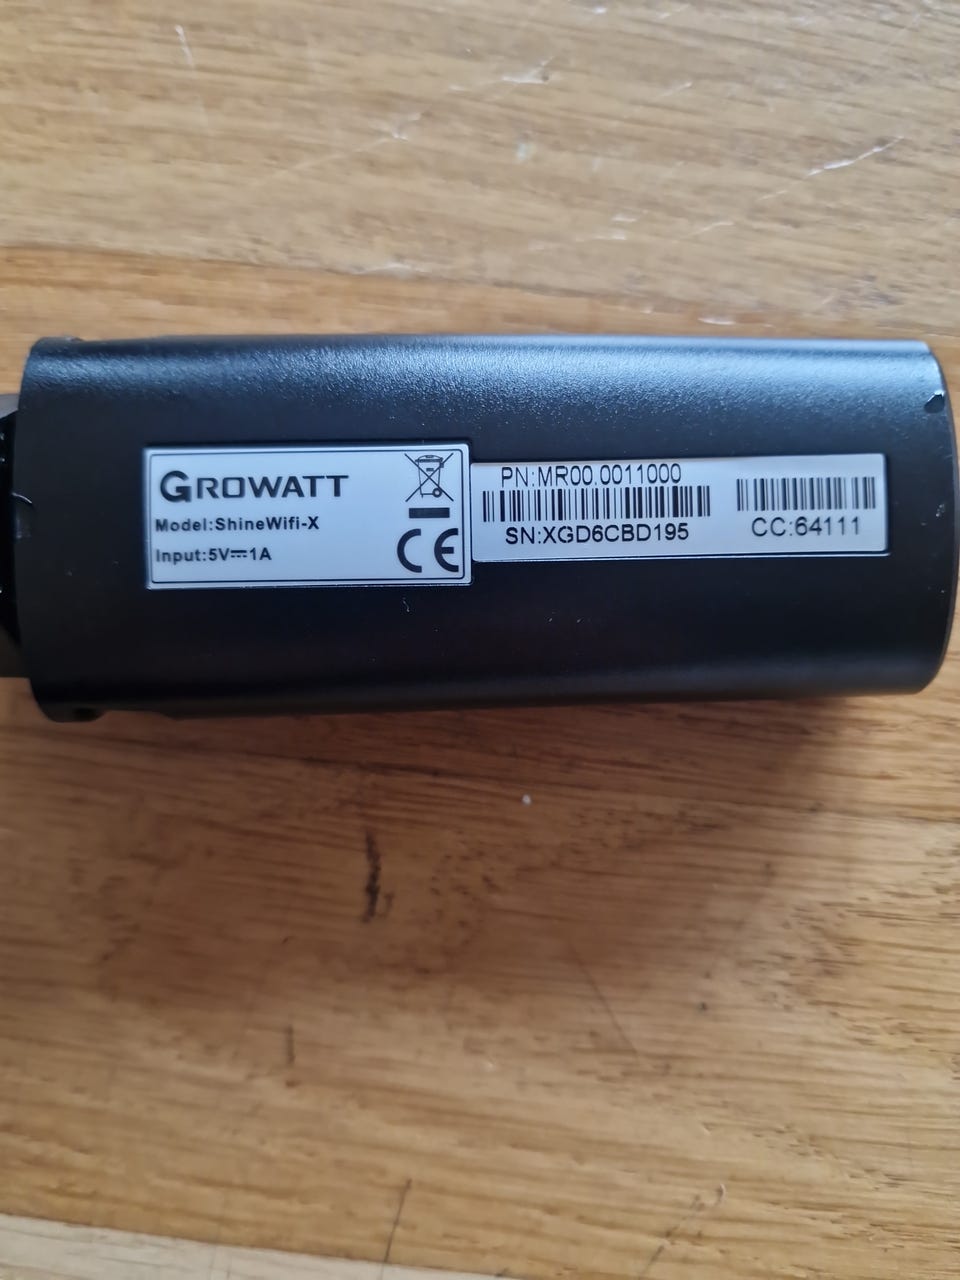 GROWATT
Model:ShineWifi-X
Input:5V⎓1A
CE
PN:MR00.0011000
SN:XGD6CBD195
CC:64111